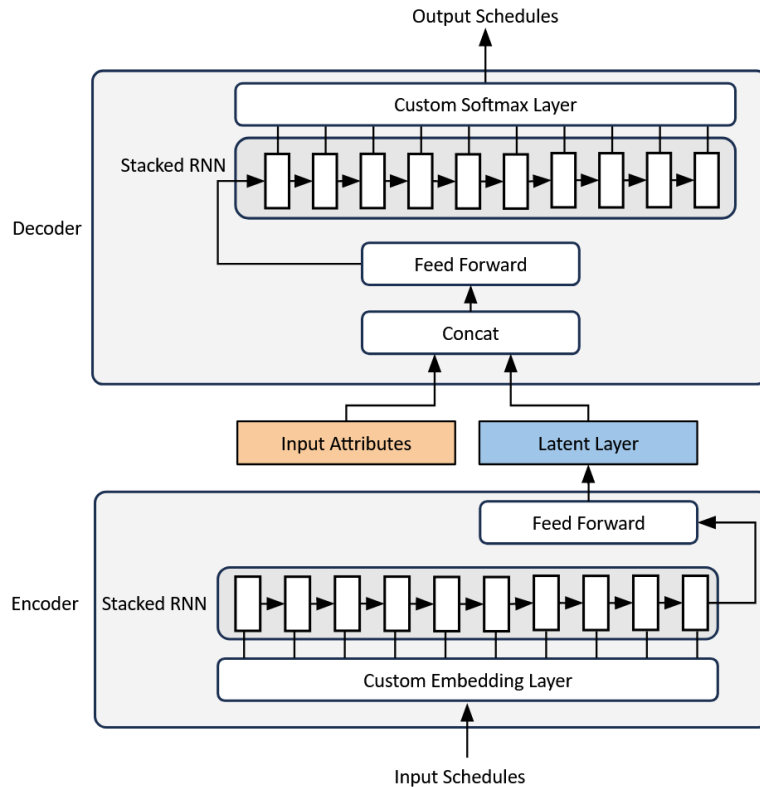 Output Schedules
Custom Softmax Layer
Stacked RNN
Decoder
Feed Forward
Concat
Input Attributes
Latent Layer
Feed Forward
Encoder
Stacked RNN
Custom Embedding Layer
Input Schedules